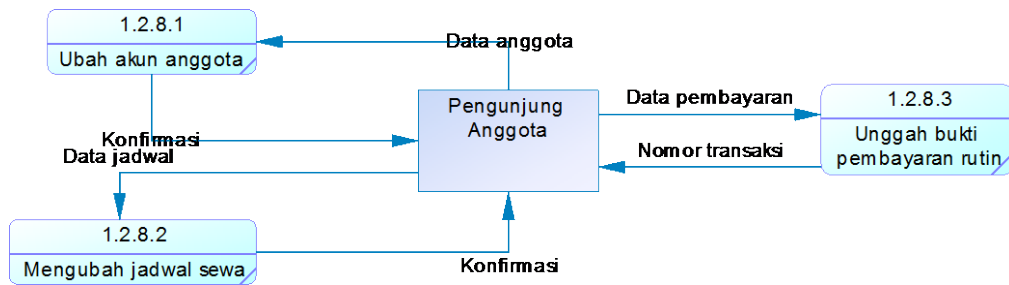 1.2.8.1
Ubah akun anggota
Data anggota
Pengunjung
Anggota
Data pembayaran
1.2.8.3
Unggah bukti
pembayaran rutin
Nomor transaksi
Konfirmasi
Data jadwal
1.2.8.2
Mengubah jadwal sewa
Konfirmasi